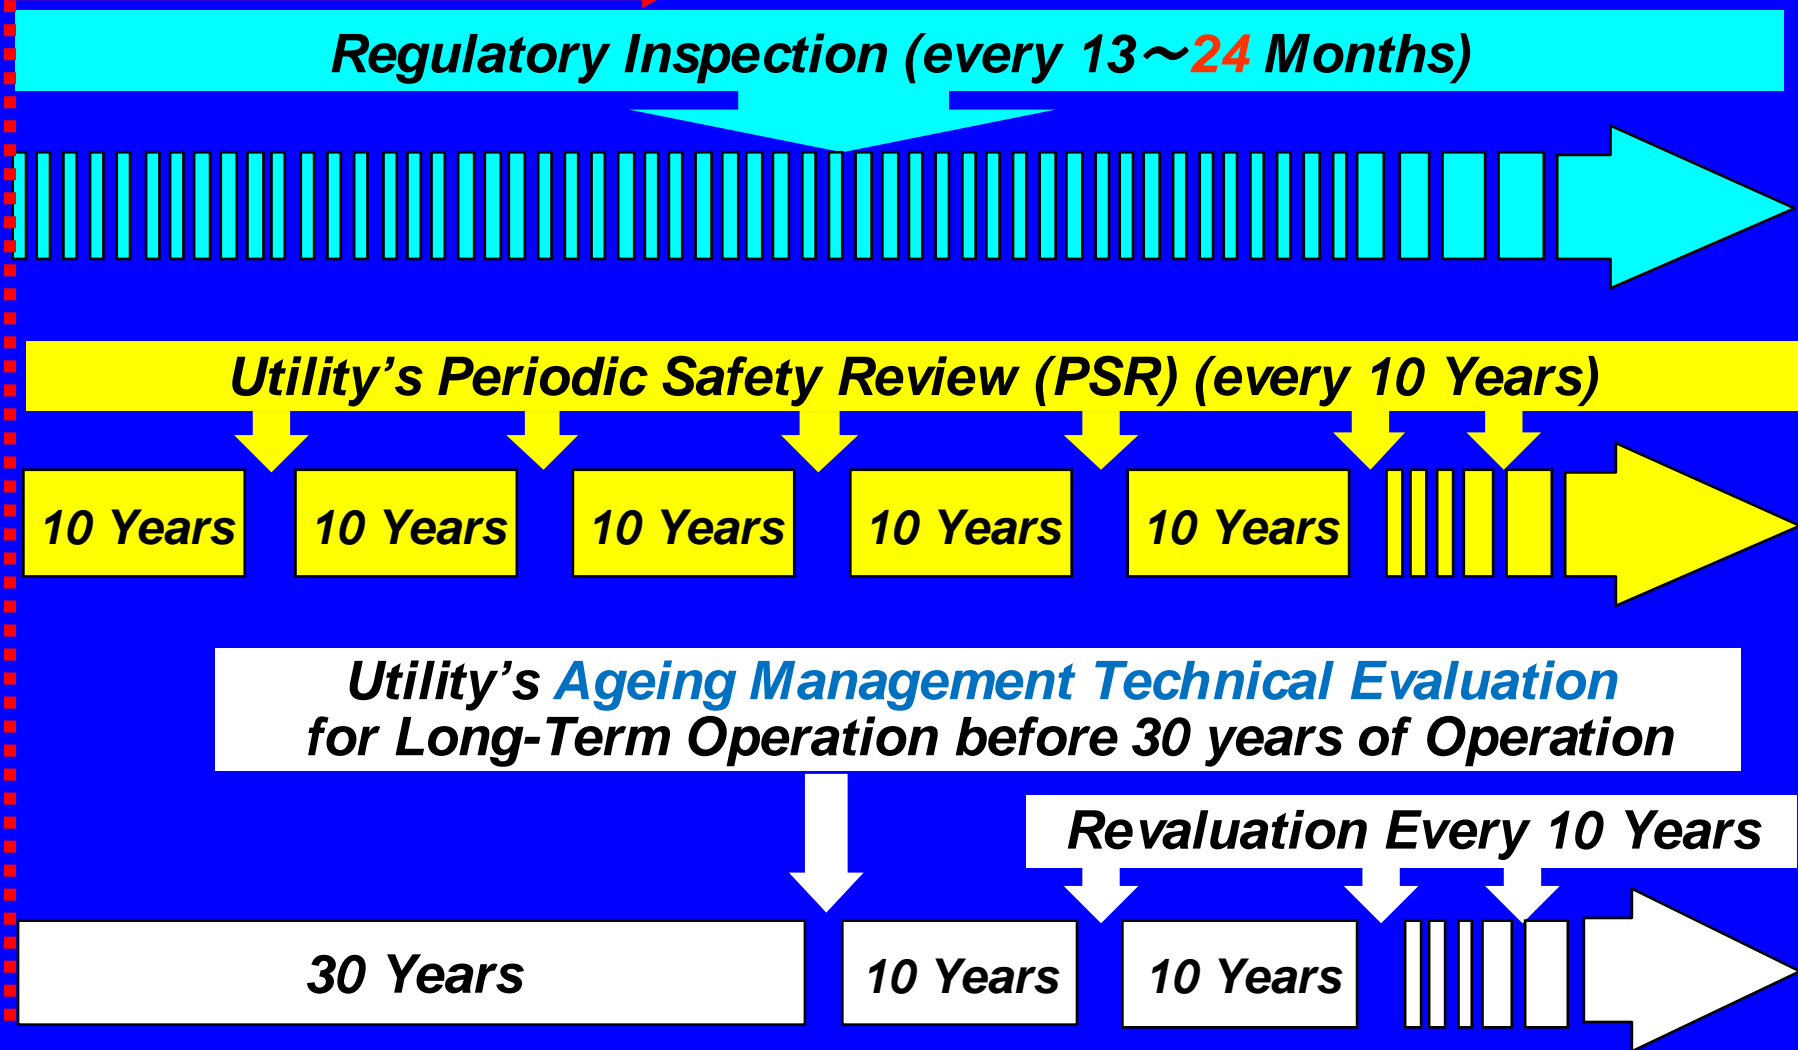 Regulatory Inspection (every 13～24 Months)
Utility’s Periodic Safety Review (PSR) (every 10 Years)
10 Years
10 Years
10 Years
10 Years
10 Years
Utility’s Ageing Management Technical Evaluation
for Long-Term Operation before 30 years of Operation
Revaluation Every 10 Years
30 Years
10 Years
10 Years